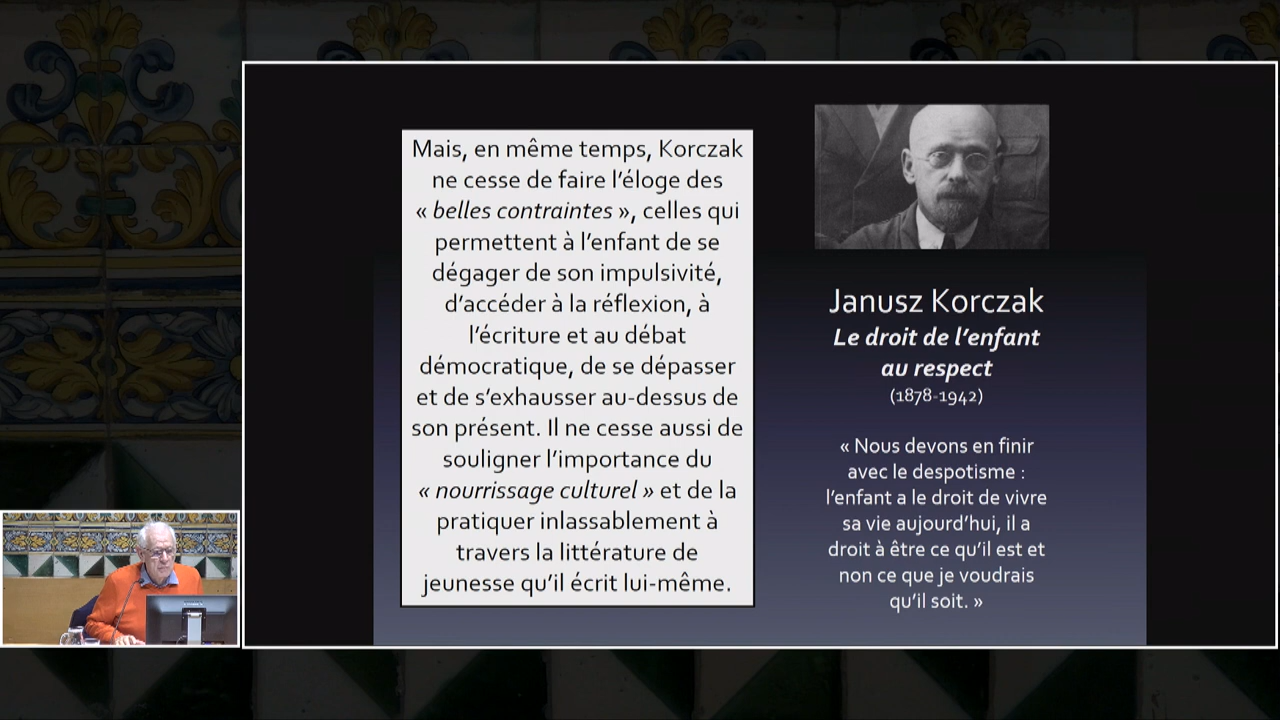 Mais, en même temps, Korczak
ne cesse de faire l'éloge des
« belles contraintes », celles qui
permettent à l'enfant de se
dégager de son impulsivité,
d'accéder à la réflexion, à
l'écriture et au débat
démocratique, de se dépasser
et de s'exhausser au-dessus de
son présent. Il ne cesse aussi de
souligner l'importance du
« nourrissage culturel » et de la
pratiquer inlassablement à
travers la littérature de
jeunesse qu'il écrit lui-même.
Janusz Korczak
Le droit de l'enfant
au respect
(1878-1942)
« Nous devons en finir
avec le despotisme :
l'enfant a le droit de vivre
sa vie aujourd'hui, il a
droit à être ce qu'il est et
non ce que je voudrais
qu'il soit. »